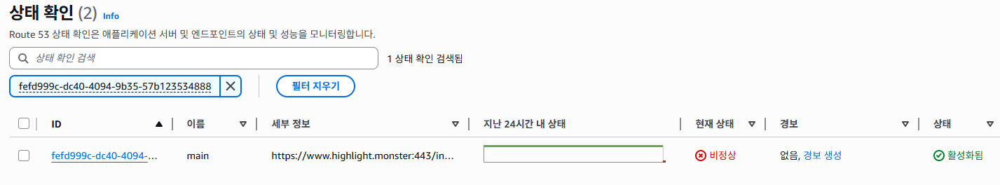 상태 확인 (2) Info
Route 53 상태 확인은 애플리케이션 서버 및 엔드포인트의 상태 및 성능을 모니터링합니다.
상태 확인 검색
1 상태 확인 검색됨
fefd999c-dc40-4094-9b35-57b123534888
필터 지우기
ID 이름 세부 정보 지난 24시간 내 상태 현재 상태 경보 상태
fefd999c-dc40-4094-... main https://www.highlight.monster:443/in... 비정상 없음, 경보 생성 활성화됨